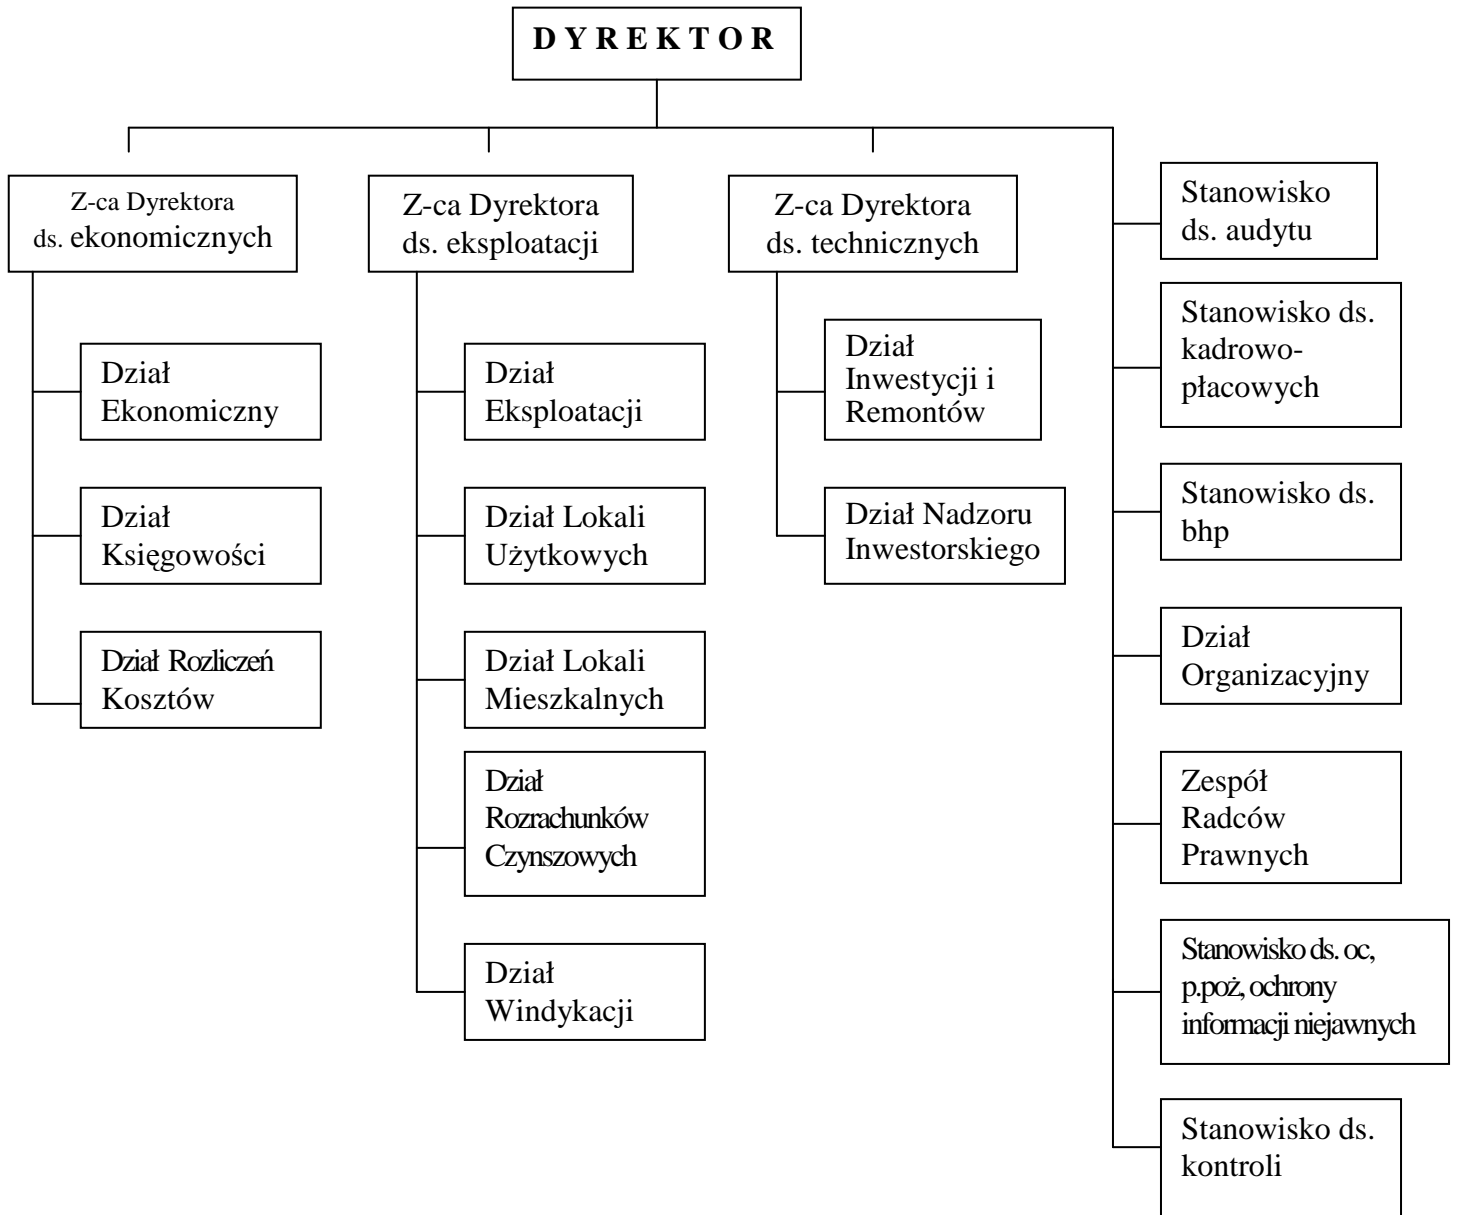 D Y R E K T O R
Z-ca Dyrektora
ds. ekonomicznych
Dział
Ekonomiczny
Dział
Księgowości
Dział Rozliczeń
Kosztów
Z-ca Dyrektora
ds. eksploatacji
Dział
Eksploatacji
Dział Lokali
Użytkowych
Dział Lokali
Mieszkalnych
Dział
Rozrachunków
Czynszowych
Dział
Windykacji
Z-ca Dyrektora
ds. technicznych
Dział
Inwestycji i
Remontów
Dział Nadzoru
Inwestorskiego
Stanowisko
ds. audytu
Stanowisko ds.
kadrowo-
płacowych
Stanowisko ds.
bhp
Dział
Organizacyjny
Zespół
Radców
Prawnych
Stanowisko ds. oc,
p.poż, ochrony
informacji niejawnych
Stanowisko ds.
kontroli